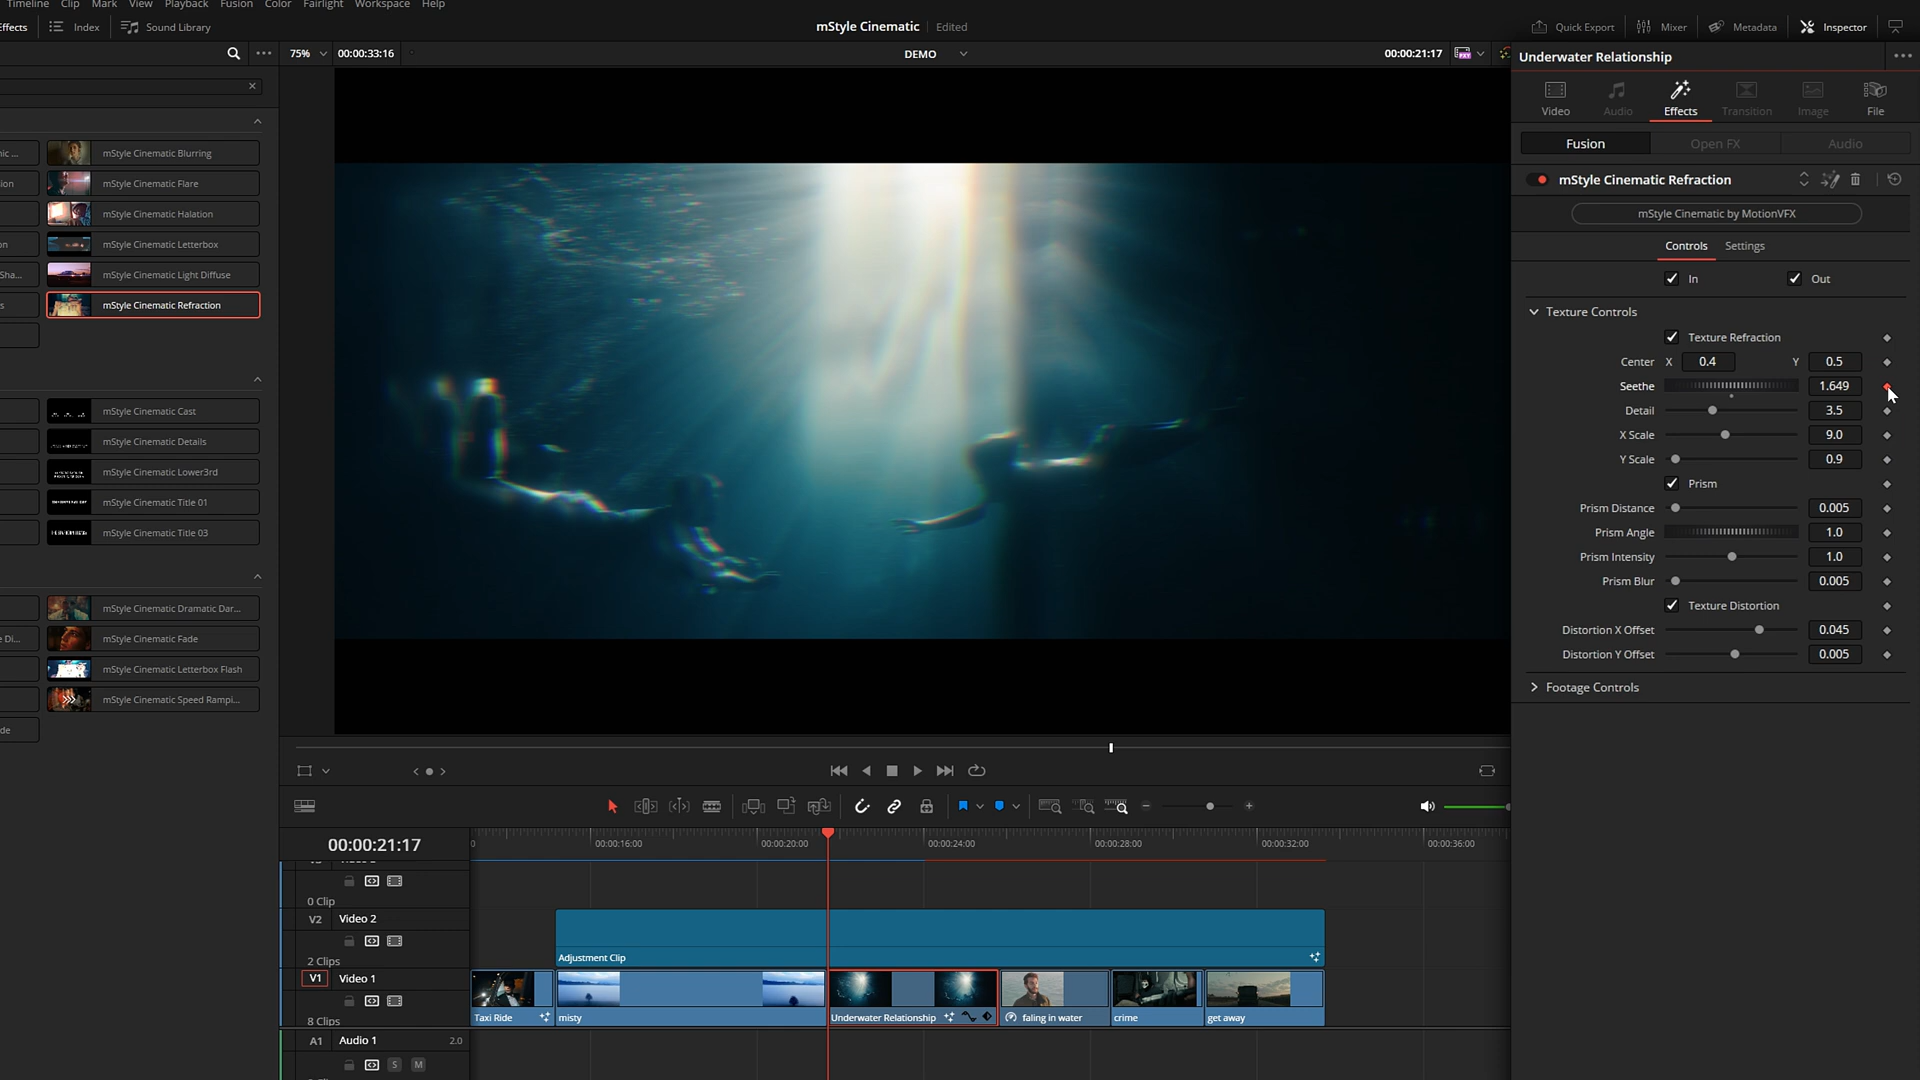 Timeline Clip Mark View Playback Fusion Color Fairlight Workspace Help
ffects Index Sound Library
mStyle Cinematic Edited
Quick Export Mixer Metadata Inspector
75% 00:00:33:16 DEMO 00:00:21:17
Underwater Relationship
Video Audio Effects Transition Image File
Fusion Open FX Audio
mStyle Cinematic Refraction
mStyle Cinematic by MotionVFX
Controls Settings
In Out
Texture Controls
Texture Refraction
Center X 0.4 Y 0.5
Seethe 1.649
Detail 3.5
X Scale 9.0
Y Scale 0.9
Prism
Prism Distance 0.005
Prism Angle 1.0
Prism Intensity 1.0
Prism Blur 0.005
Texture Distortion
Distortion X Offset 0.045
Distortion Y Offset 0.005
Footage Controls
nic ... mStyle Cinematic Blurring
ion mStyle Cinematic Flare
mStyle Cinematic Halation
on mStyle Cinematic Letterbox
Sha... mStyle Cinematic Light Diffuse
s mStyle Cinematic Refraction
mStyle Cinematic Cast
mStyle Cinematic Details
mStyle Cinematic Lower3rd
mStyle Cinematic Title 01
mStyle Cinematic Title 03
mStyle Cinematic Dramatic Dar...
e Di... mStyle Cinematic Fade
mStyle Cinematic Letterbox Flash
mStyle Cinematic Speed Rampi...
de
00:00:21:17
00:00:16:00 00:00:20:00 00:00:24:00 00:00:28:00 00:00:32:00 00:00:36:00
0 Clip
V2 Video 2
2 Clips
Adjustment Clip
V1 Video 1
8 Clips
Taxi Ride misty Underwater Relationship faling in water crime get away
A1 Audio 1 2.0
S M